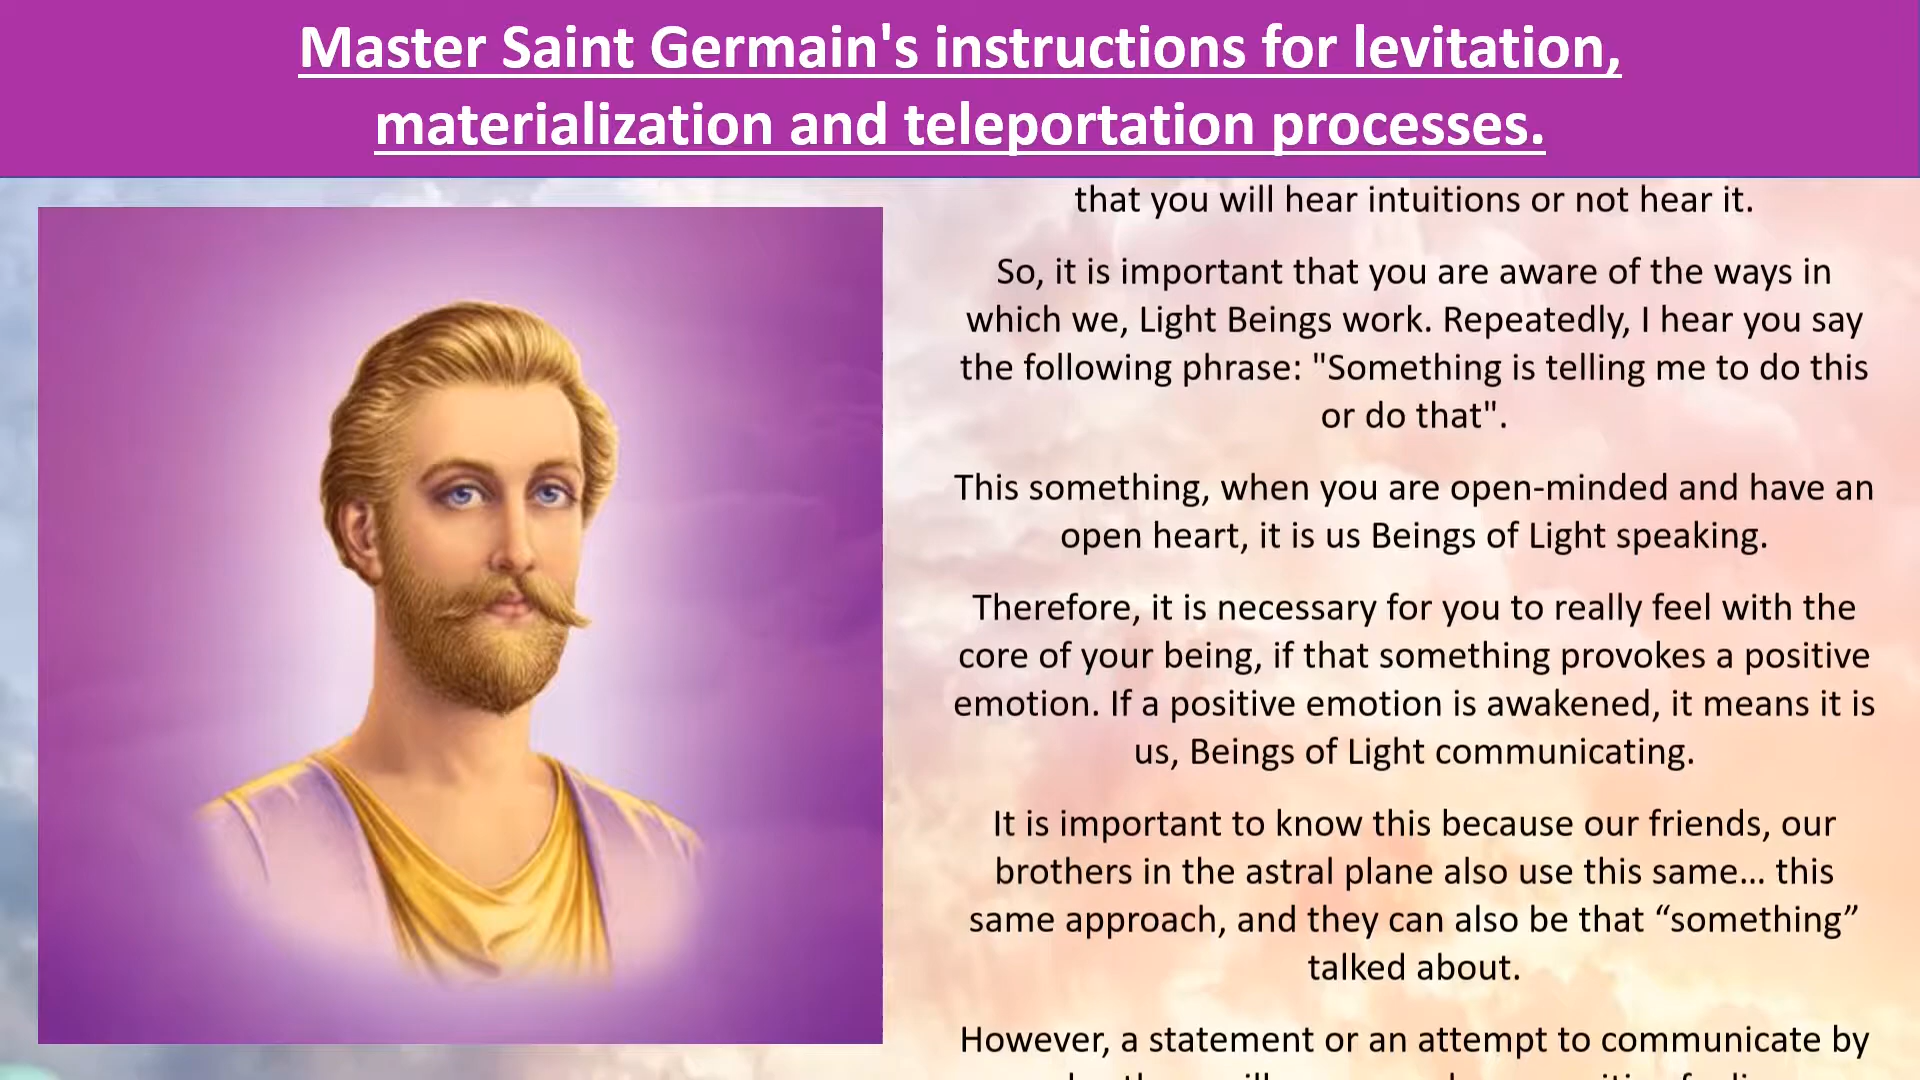 Master Saint Germain's instructions for levitation,
materialization and teleportation processes.
that you will hear intuitions or not hear it.
So, it is important that you are aware of the ways in
which we, Light Beings work. Repeatedly, I hear you say
the following phrase: "Something is telling me to do this
or do that".
This something, when you are open-minded and have an
open heart, it is us Beings of Light speaking.
Therefore, it is necessary for you to really feel with the
core of your being, if that something provokes a positive
emotion. If a positive emotion is awakened, it means it is
us, Beings of Light communicating.
It is important to know this because our friends, our
brothers in the astral plane also use this same... this
same approach, and they can also be that “something”
talked about.
However, a statement or an attempt to communicate by